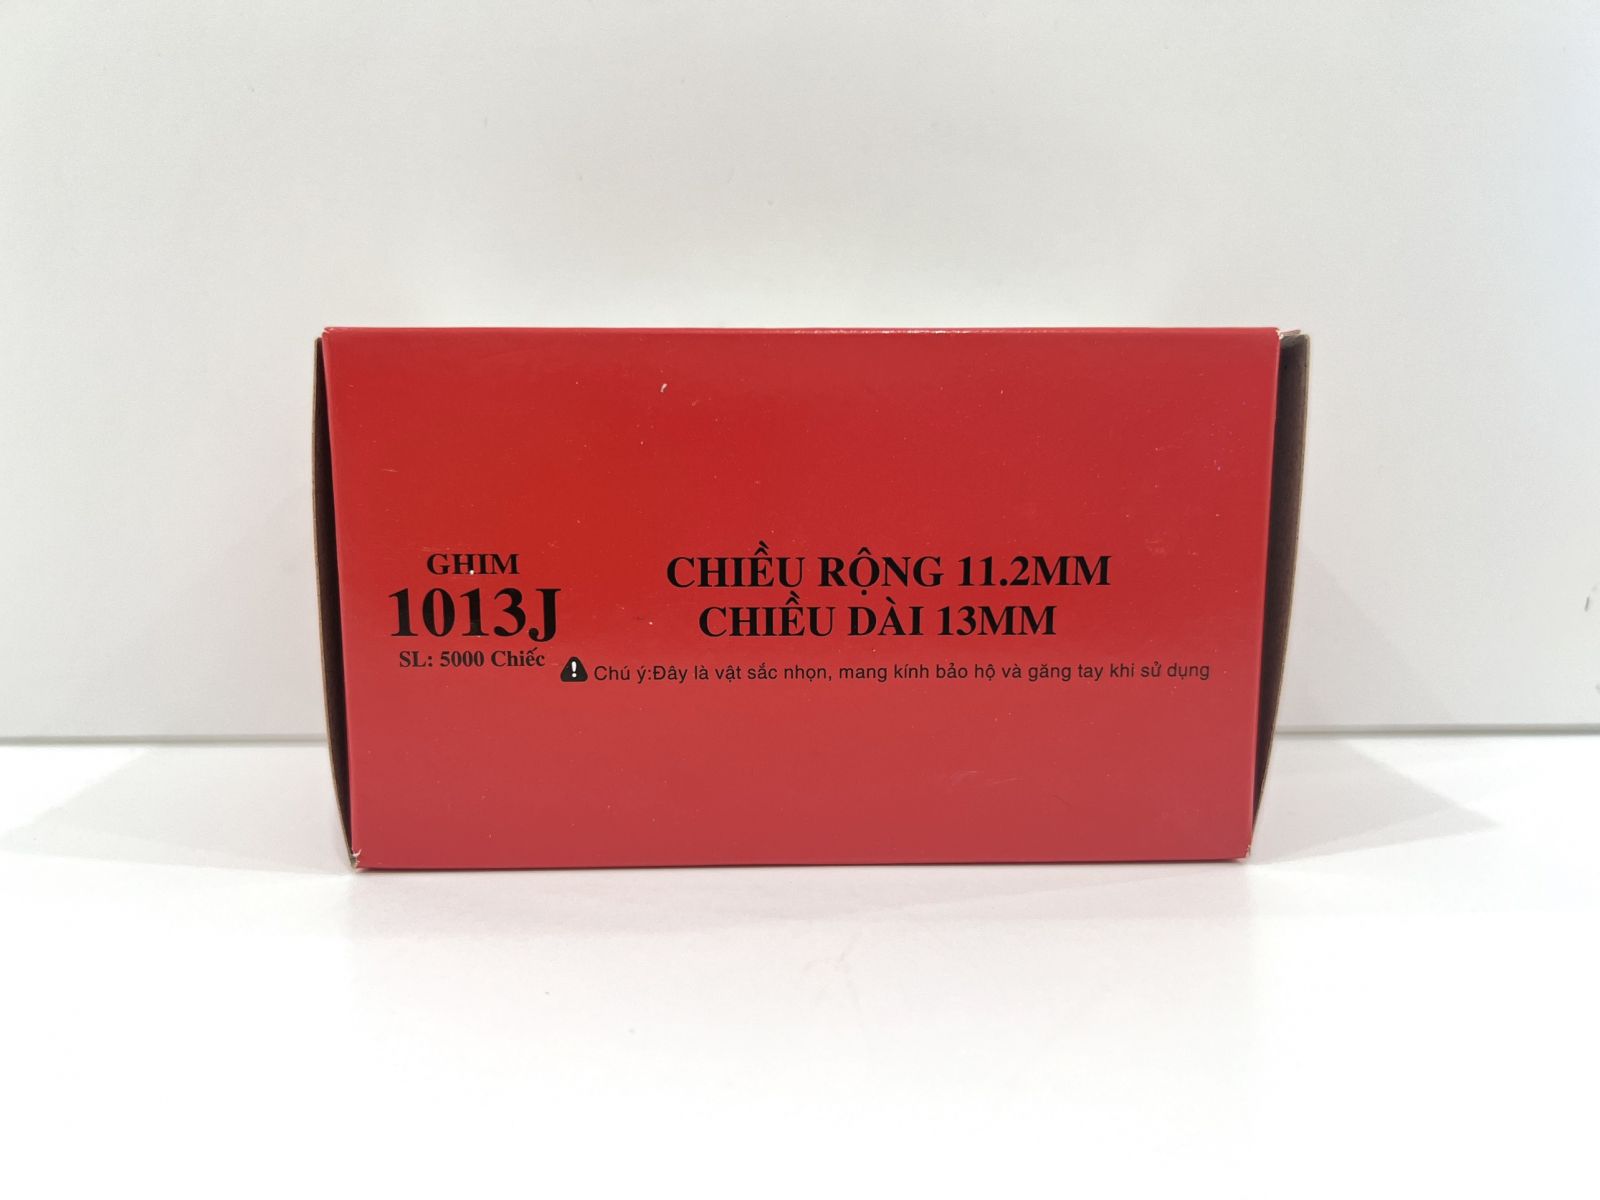 GHIM
1013J
SL: 5000 Chiếc
CHIỀU RỘNG 11.2MM
CHIỀU DÀI 13MM
Chú ý:Đây là vật sắc nhọn, mang kính bảo hộ và găng tay khi sử dụng